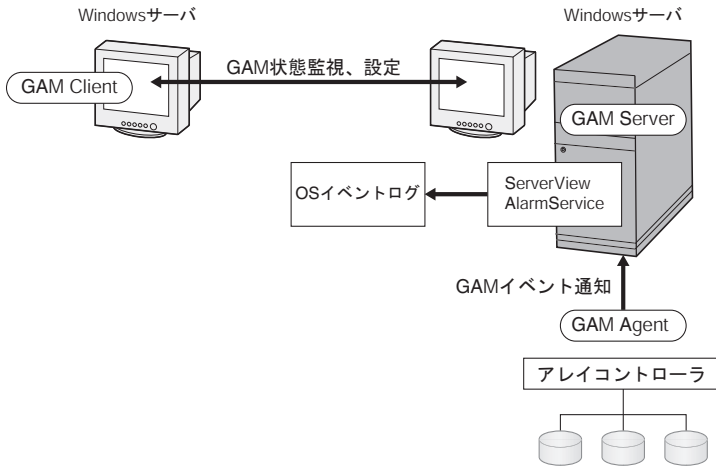 Windowsサーバ
Windowsサーバ
GAM Client
GAM状態監視、設定
GAM Server
OSイベントログ
ServerView
AlarmService
GAMイベント通知
GAM Agent
アレイコントローラ